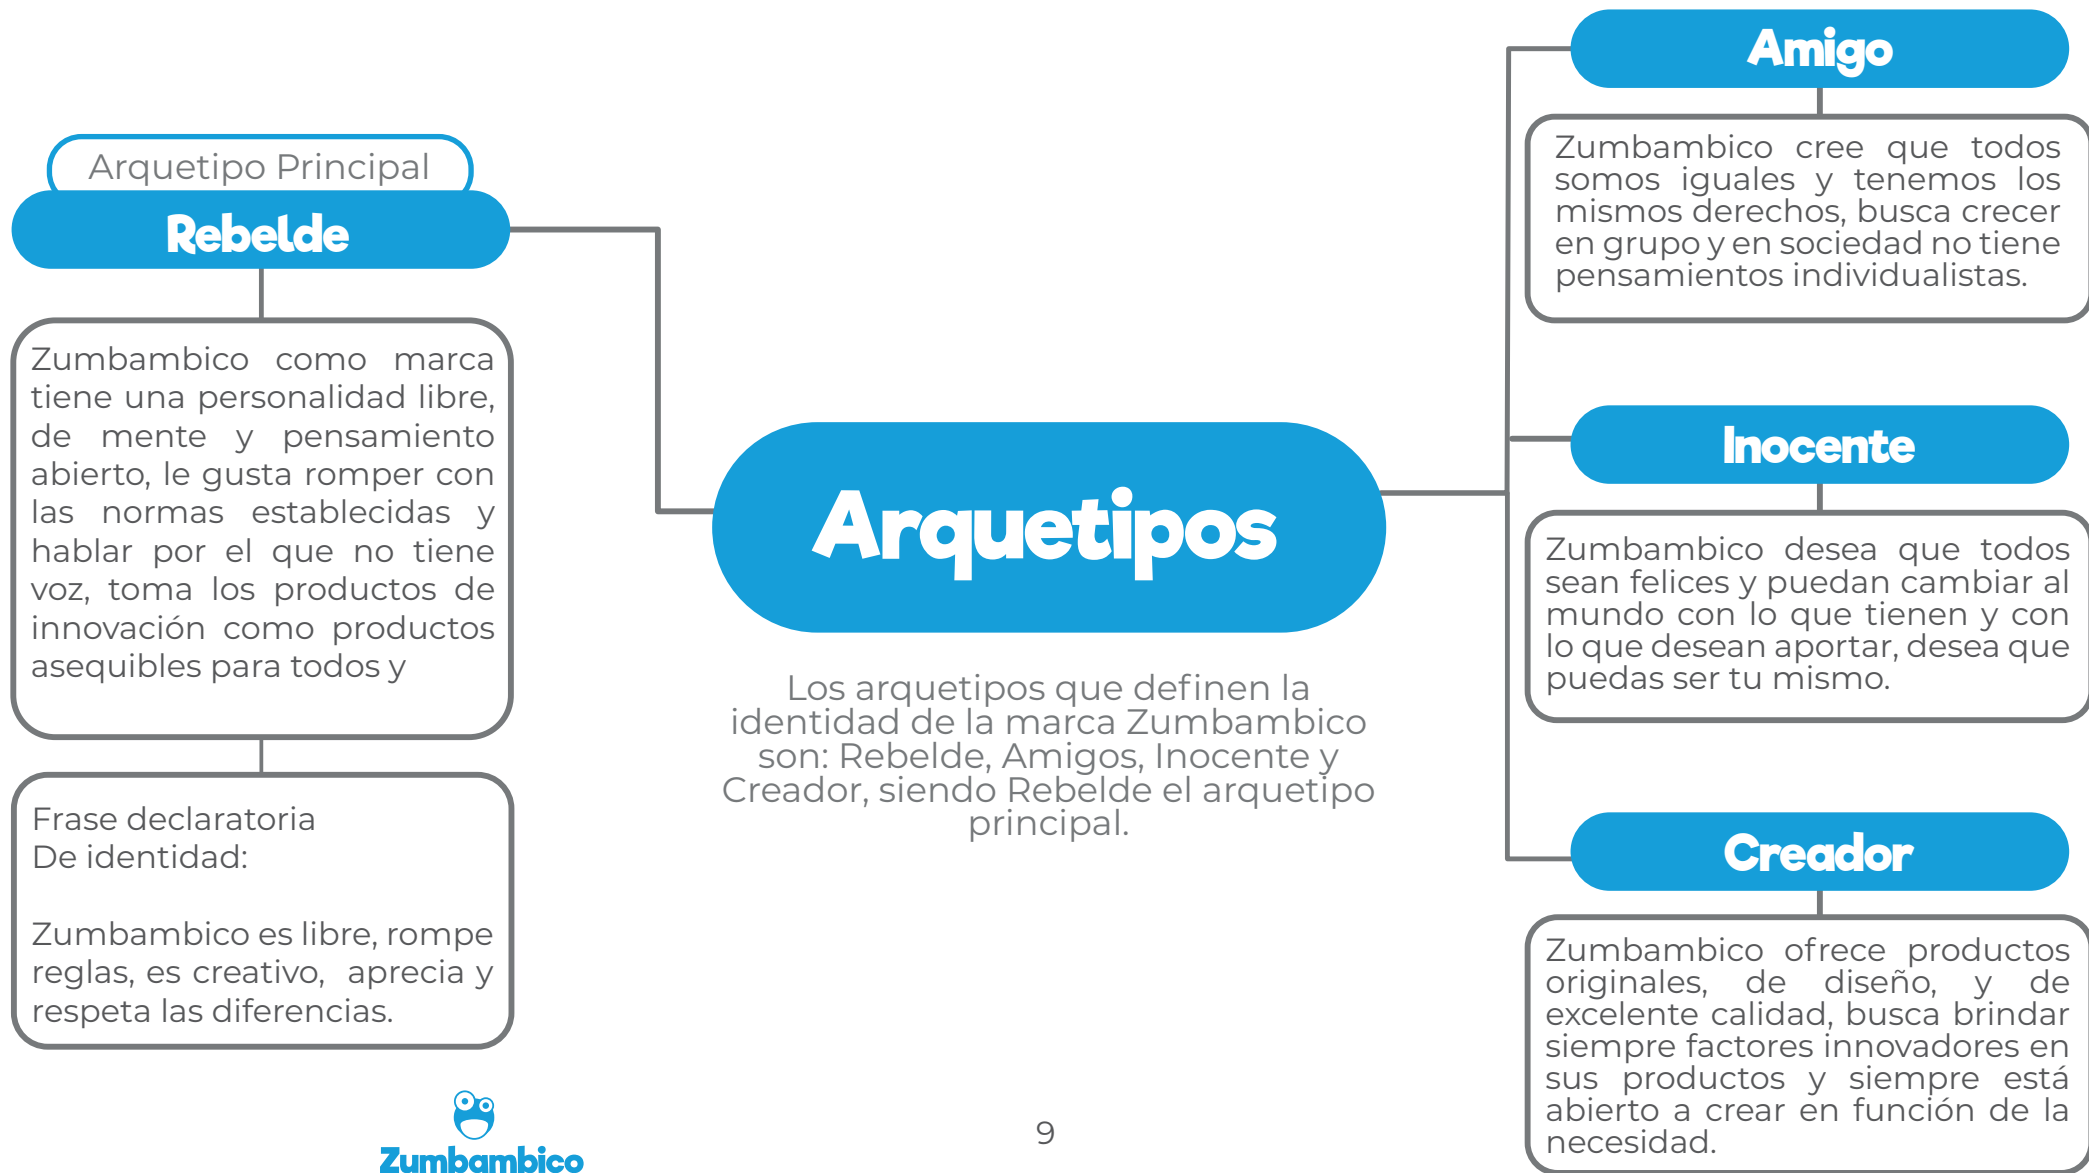 Arquetipo Principal
Rebelde
Zumbambico como marca
tiene una personalidad libre,
de mente y pensamiento
abierto, le gusta romper con
las normas establecidas y
hablar por el que no tiene
voz, toma los productos de
innovación como productos
asequibles para todos y
Frase declaratoria
De identidad:
Zumbambico es libre, rompe
reglas, es creativo, aprecia y
respeta las diferencias.
Arquetipos
Los arquetipos que definen la
identidad de la marca Zumbambico
son: Rebelde, Amigos, Inocente y
Creador, siendo Rebelde el arquetipo
principal.
Amigo
Zumbambico cree que todos
somos iguales y tenemos los
mismos derechos, busca crecer
en grupo y en sociedad no tiene
pensamientos individualistas.
Inocente
Zumbambico desea que todos
sean felices y puedan cambiar al
mundo con lo que tienen y con
lo que desean aportar, desea que
puedas ser tu mismo.
Creador
Zumbambico ofrece productos
originales, de diseño, y de
excelente calidad, busca brindar
siempre factores innovadores en
sus productos y siempre está
abierto a crear en función de la
necesidad.
Zumbambico
9